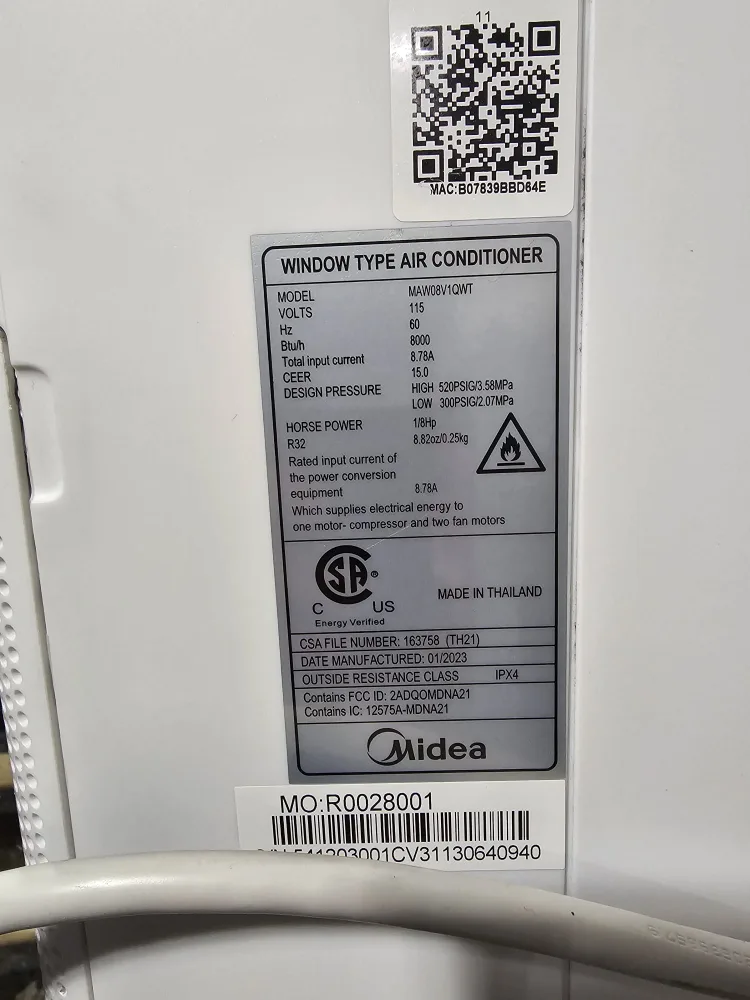 11
MAC:B07839BBD64E
WINDOW TYPE AIR CONDITIONER
MODEL MAW08V1QWT
VOLTS 115
Hz 60
Btu/h 8000
Total input current 8.78A
CEER 15.0
DESIGN PRESSURE HIGH 520PSIG/3.58MPa
LOW 300PSIG/2.07MPa
HORSE POWER 1/8Hp
R32 8.82oz/0.25kg
Rated input current of
the power conversion
equipment 8.78A
Which supplies electrical energy to
one motor- compressor and two fan motors
SA ®
C US
Energy Verified
MADE IN THAILAND
CSA FILE NUMBER: 163758 (TH21)
DATE MANUFACTURED: 01/2023
OUTSIDE RESISTANCE CLASS IPX4
Contains FCC ID: 2ADQOMDNA21
Contains IC: 12575A-MDNA21
Midea
MO:R0028001
541203001CV31130640940